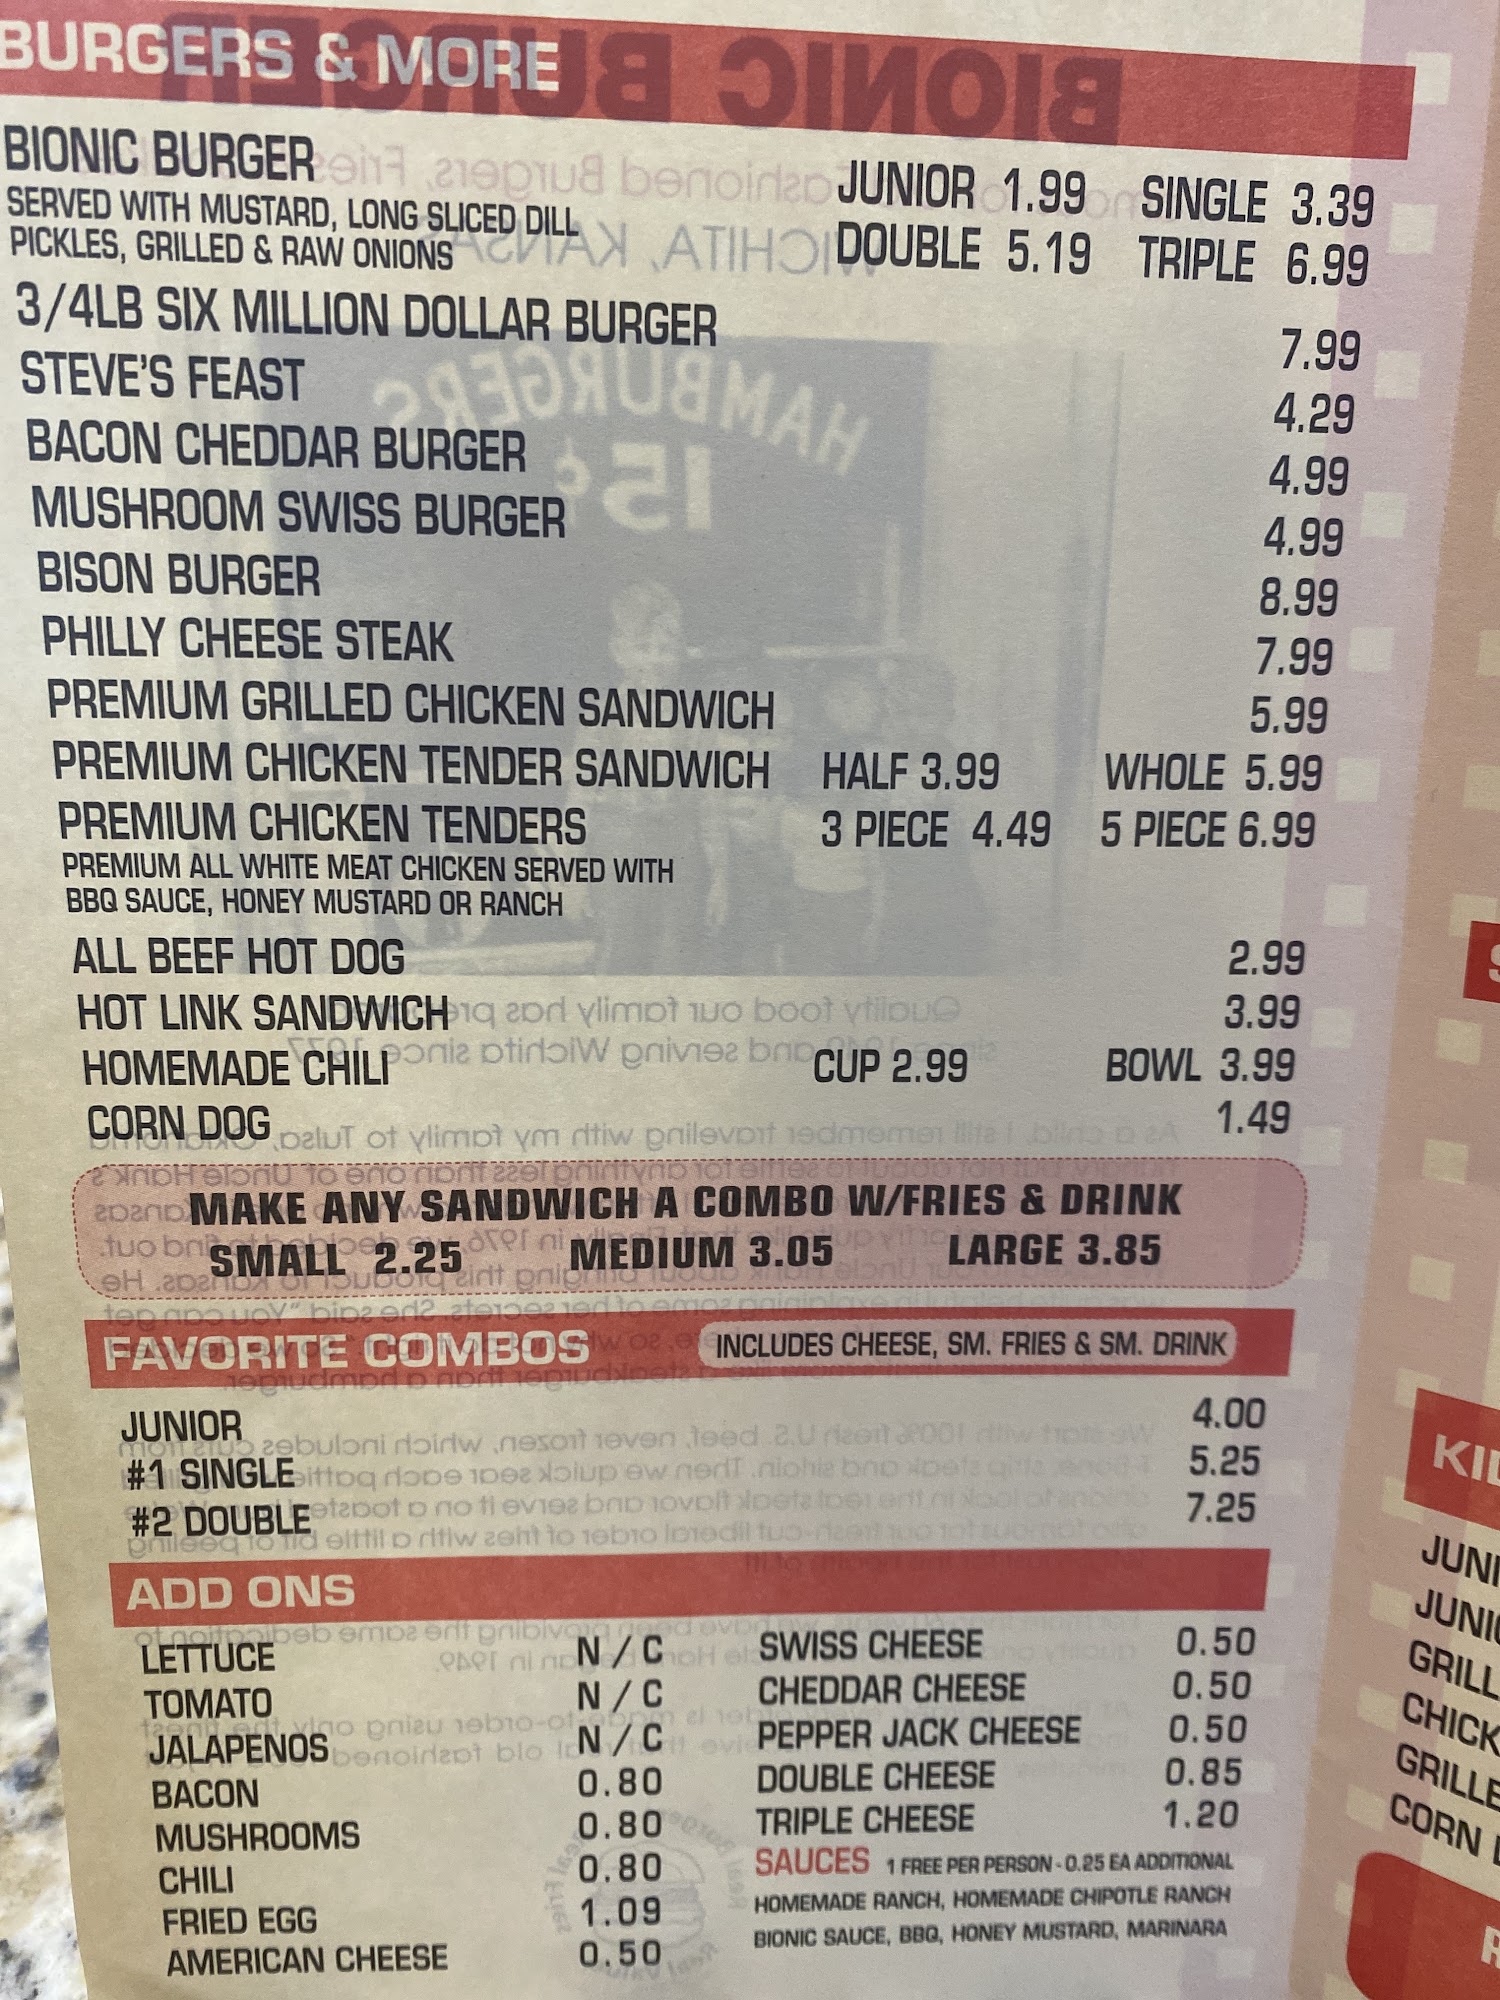 BURGERS & MORE
BIONIC BURGER JUNIOR 1.99 SINGLE 3.39
SERVED WITH MUSTARD, LONG SLICED DILL
PICKLES, GRILLED & RAW ONIONS DOUBLE 5.19 TRIPLE 6.99
3/4LB SIX MILLION DOLLAR BURGER 7.99
STEVE'S FEAST 4.29
BACON CHEDDAR BURGER 4.99
MUSHROOM SWISS BURGER 4.99
BISON BURGER 8.99
PHILLY CHEESE STEAK 7.99
PREMIUM GRILLED CHICKEN SANDWICH 5.99
PREMIUM CHICKEN TENDER SANDWICH HALF 3.99 WHOLE 5.99
PREMIUM CHICKEN TENDERS 3 PIECE 4.49 5 PIECE 6.99
PREMIUM ALL WHITE MEAT CHICKEN SERVED WITH
BBQ SAUCE, HONEY MUSTARD OR RANCH
ALL BEEF HOT DOG 2.99
HOT LINK SANDWICH 3.99
HOMEMADE CHILI CUP 2.99 BOWL 3.99
CORN DOG 1.49
MAKE ANY SANDWICH A COMBO W/FRIES & DRINK
SMALL 2.25 MEDIUM 3.05 LARGE 3.85
FAVORITE COMBOS INCLUDES CHEESE, SM. FRIES & SM. DRINK
JUNIOR 4.00
#1 SINGLE 5.25
#2 DOUBLE 7.25
ADD ONS
LETTUCE N/C
TOMATO N/C
JALAPENOS N/C
BACON 0.80
MUSHROOMS 0.80
CHILI 0.80
FRIED EGG 1.09
AMERICAN CHEESE 0.50
SWISS CHEESE 0.50
CHEDDAR CHEESE 0.50
PEPPER JACK CHEESE 0.50
DOUBLE CHEESE 0.85
TRIPLE CHEESE 1.20
SAUCES 1 FREE PER PERSON - 0.25 EA ADDITIONAL
HOMEMADE RANCH, HOMEMADE CHIPOTLE RANCH
BIONIC SAUCE, BBQ, HONEY MUSTARD, MARINARA